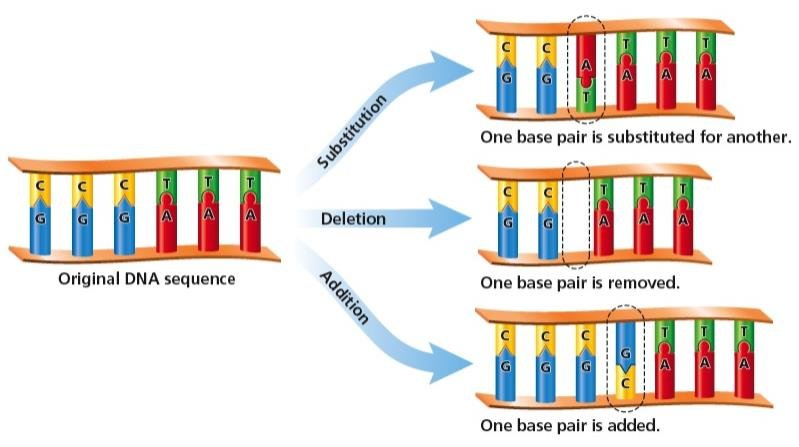 C C C T T T
G G G A A A
Original DNA sequence
Substitution
C C A T T T
G G T A A A
One base pair is substituted for another.
Deletion
C C T T T
G G A A A
One base pair is removed.
Addition
C C C G T T T
G G G C A A A
One base pair is added.